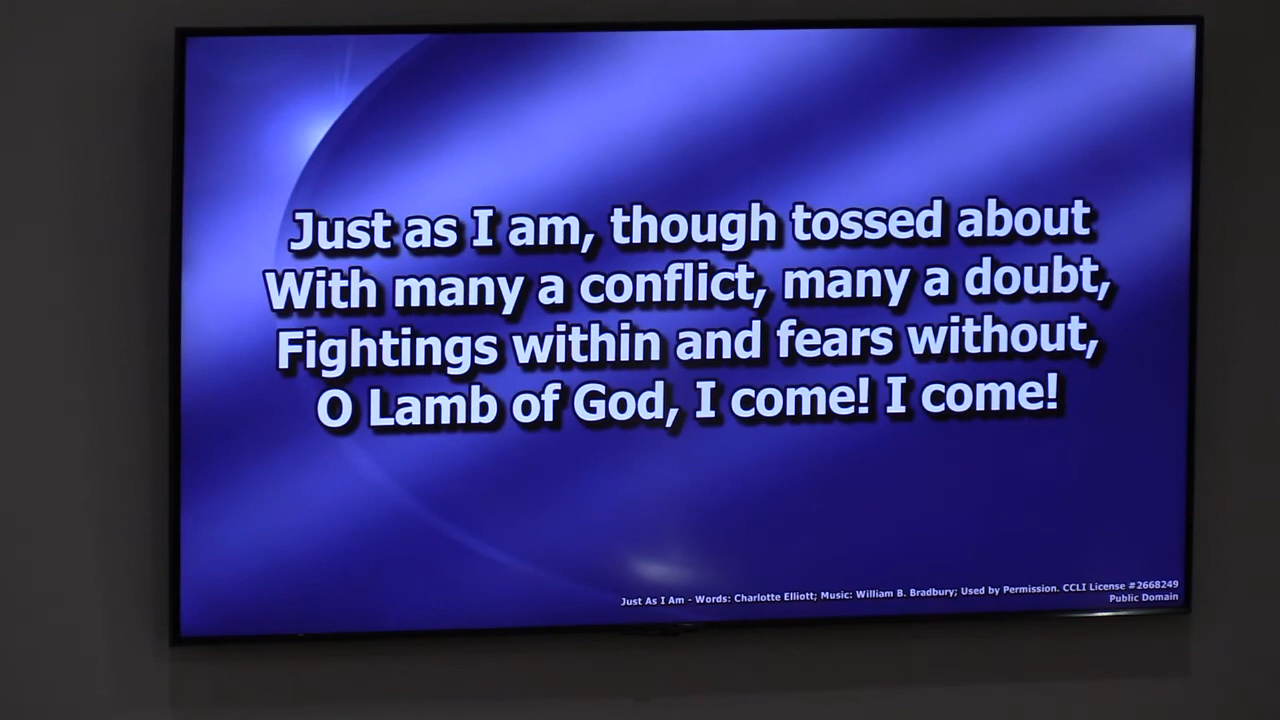 Just as I am, though tossed about
With many a conflict, many a doubt,
Fightings within and fears without,
O Lamb of God, I come! I come!
Just As I Am - Words: Charlotte Elliott; Music: William B. Bradbury; Used by Permission. CCLI License #2668249
Public Domain